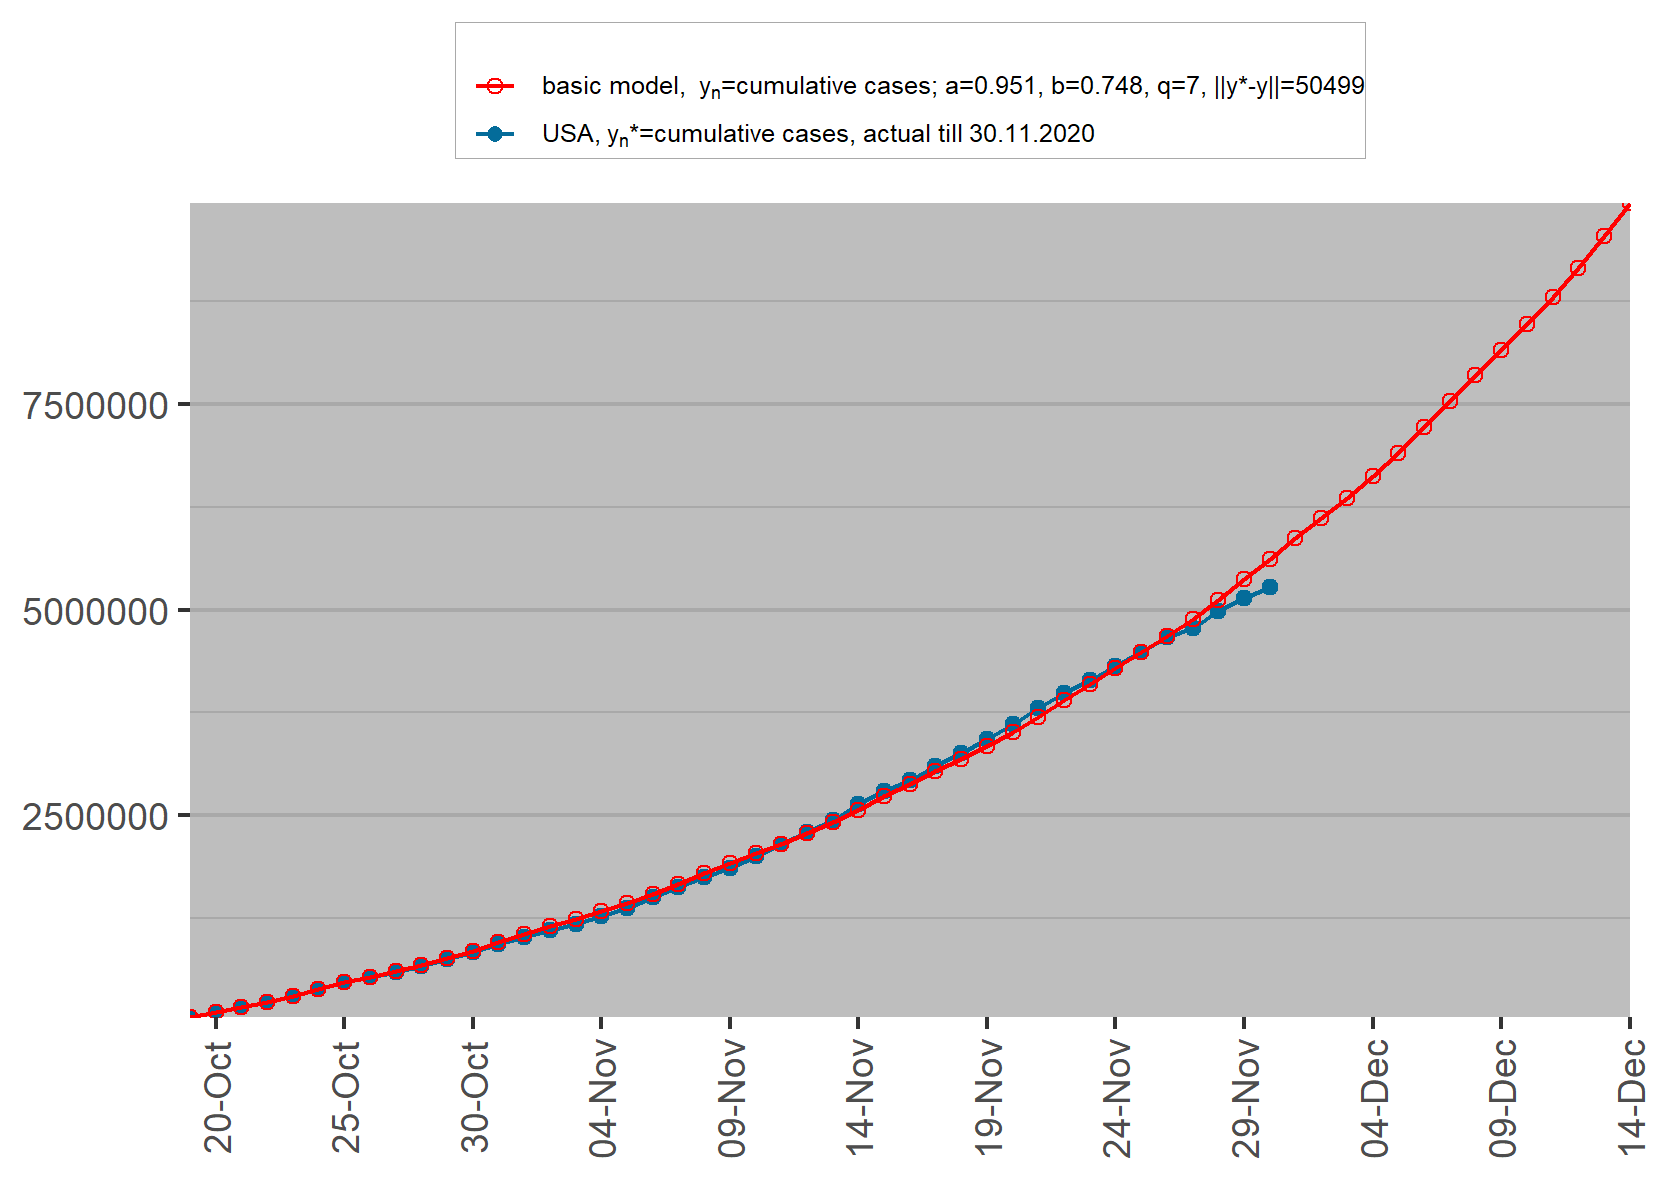 basic model,  yn=cumulative cases; a=0.951, b=0.748, q=7, ||y*-y||=50499
USA, yn*=cumulative cases, actual till 30.11.2020
7500000
5000000
2500000
20-Oct
25-Oct
30-Oct
04-Nov
09-Nov
14-Nov
19-Nov
24-Nov
29-Nov
04-Dec
09-Dec
14-Dec